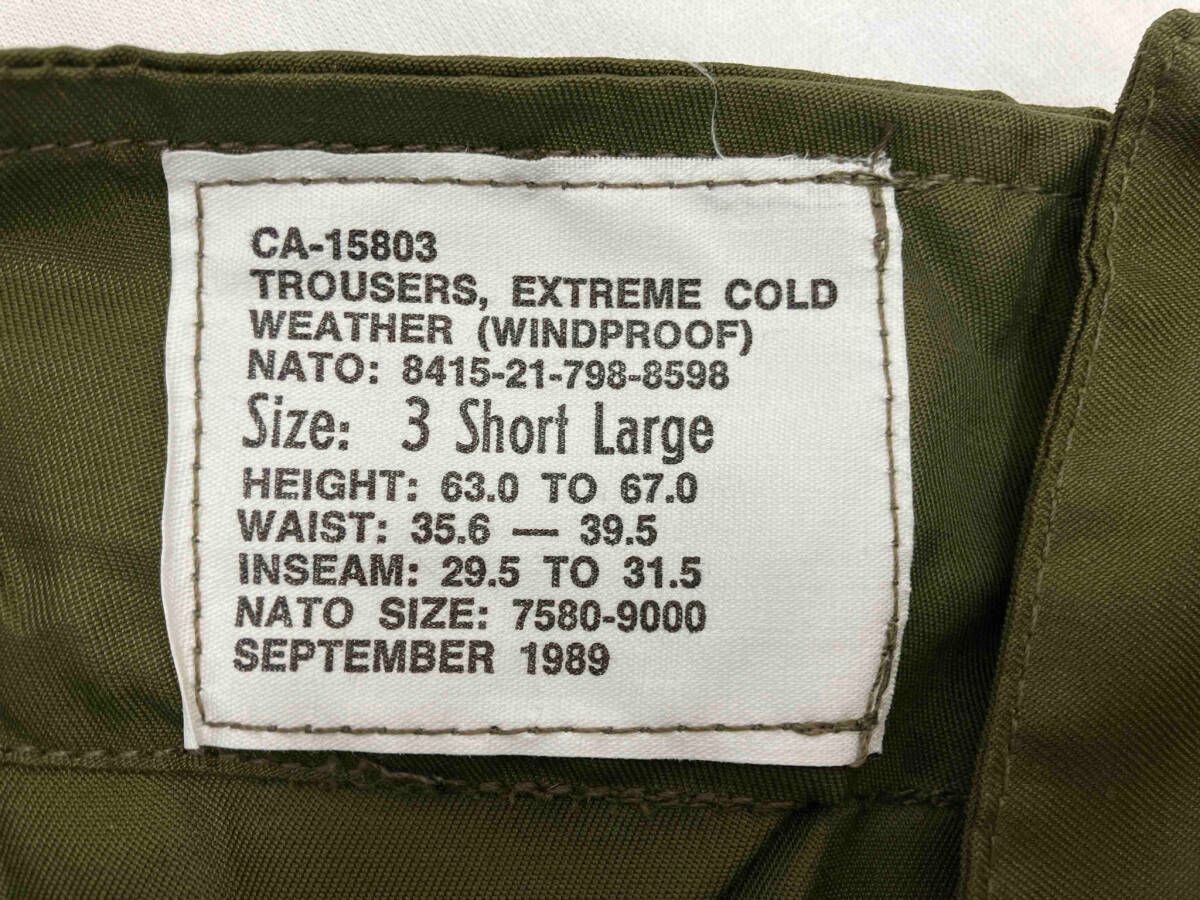 CA-15803
TROUSERS, EXTREME COLD
WEATHER (WINDPROOF)
NATO: 8415-21-798-8598
Size: 3 Short Large
HEIGHT: 63.0 TO 67.0
WAIST: 35.6 — 39.5
INSEAM: 29.5 TO 31.5
NATO SIZE: 7580-9000
SEPTEMBER 1989